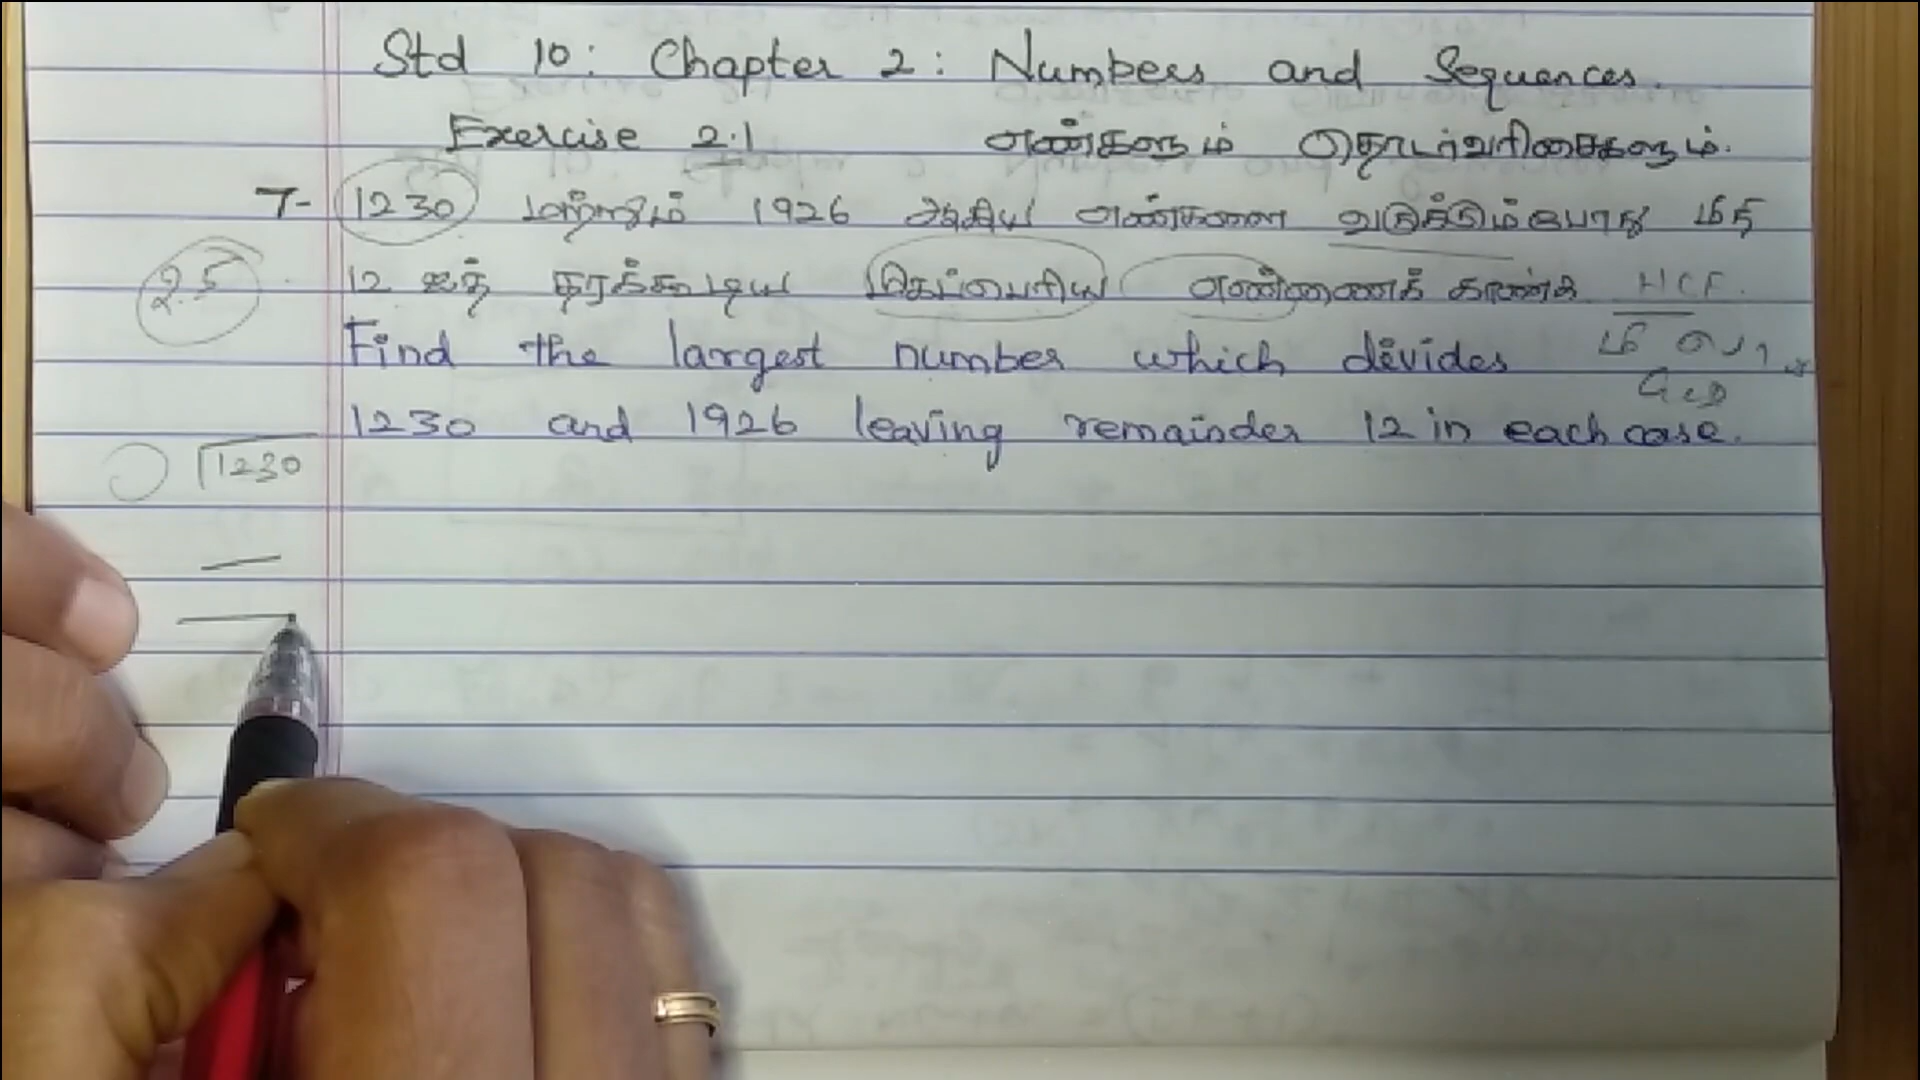 Std 10: Chapter 2: Numbers and Sequences.
Exercise 2.1 எண்களும் தொடர்வரிசைகளும்.
7- 1230 மற்றும் 1926 ஆகிய எண்களை வகுக்கும்போது மீதி
2.5 12 ஐத் தரக்கூடிய மிகப்பெரிய எண்ணைக் காண்க HCF.
Find the largest number which divides
GCD
1230 and 1926 leaving remainder 12 in each case.
1230